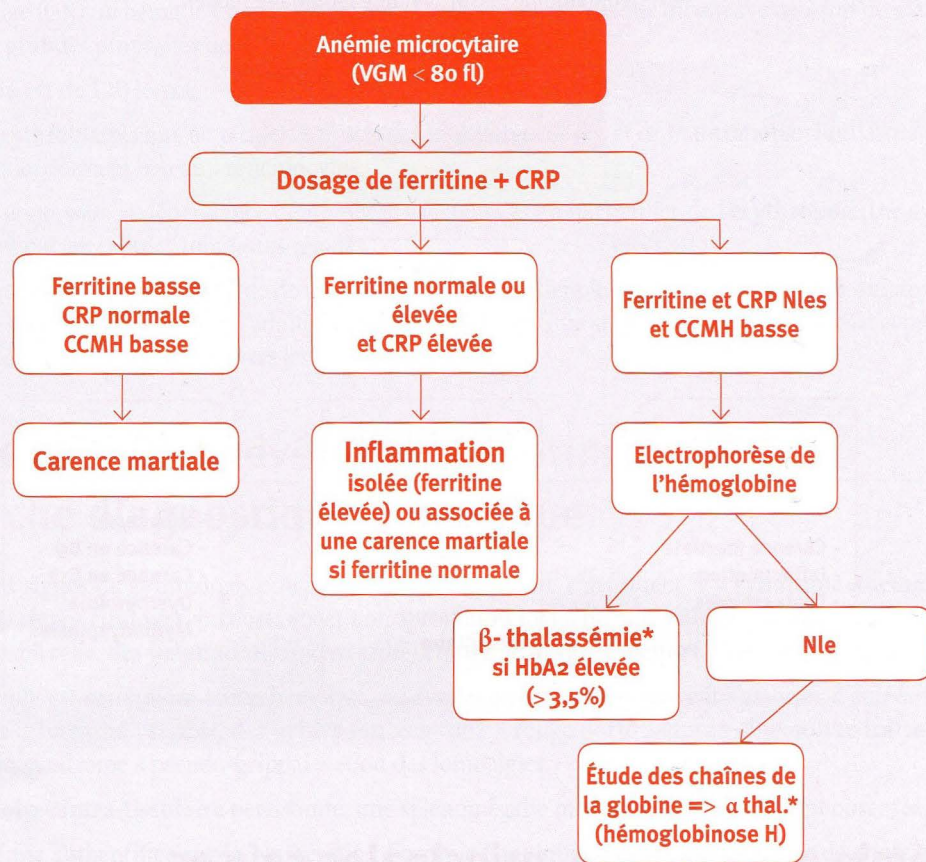 Anémie microcytaire
(VGM < 80 fl)
Dosage de ferritine + CRP
Ferritine basse
CRP normale
CCMH basse
Ferritine normale ou
élevée
et CRP élevée
Ferritine et CRP Nles
et CCMH basse
Carence martiale
Inflammation
isolée (ferritine
élevée) ou associée à
une carence martiale
si ferritine normale
Electrophorèse de
l'hémoglobine
β- thalassémie*
si HbA2 élevée
(> 3,5%)
Nle
Étude des chaînes de
la globine => α thal.*
(hémoglobinose H)